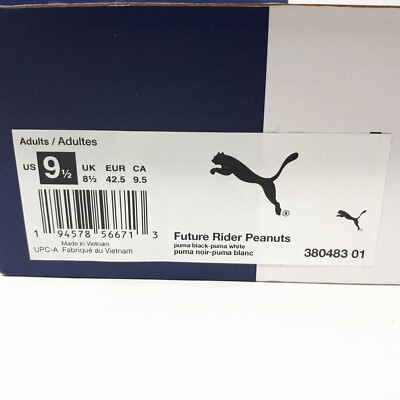 Adults / Adultes
US 9½ UK EUR CA
8½ 42.5 9.5
1 94578 56671 3
Made in Vietnam
UPC-A Fabriqué au Vietnam
®
Future Rider Peanuts
puma black-puma white
puma noir-puma blanc
380483 01